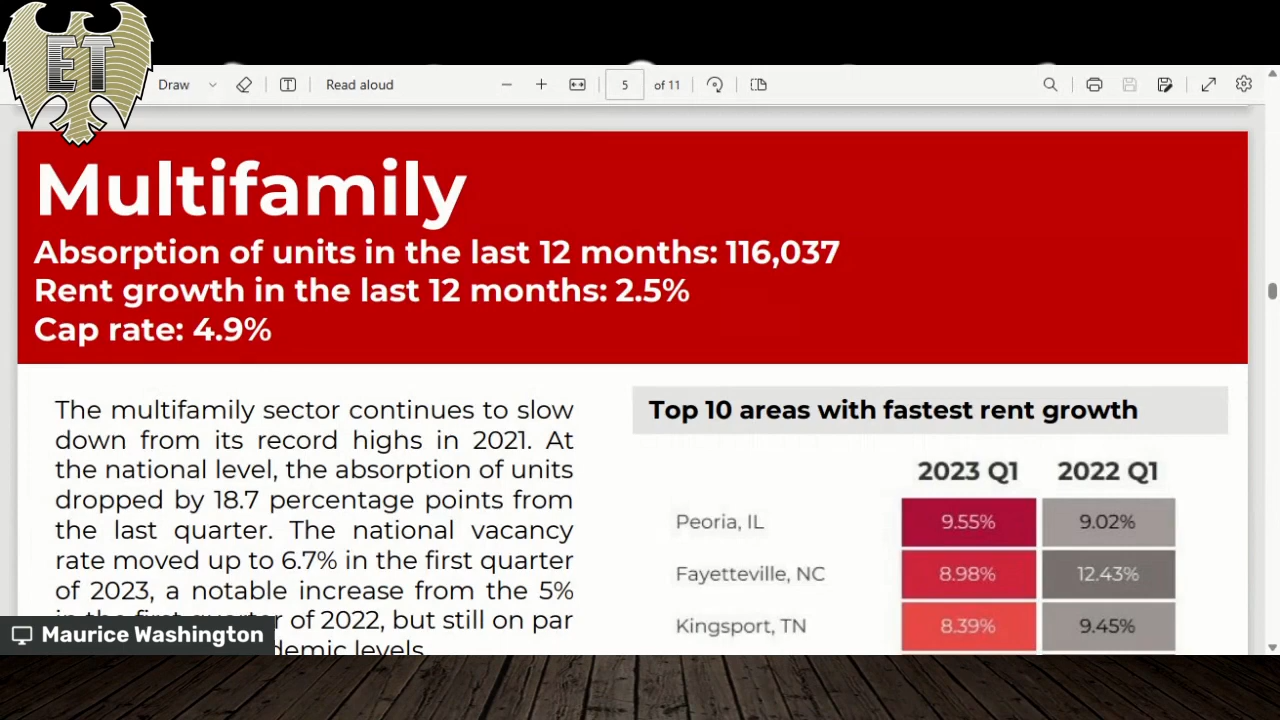 ET
Draw
Read aloud
5
of 11
Multifamily
Absorption of units in the last 12 months: 116,037
Rent growth in the last 12 months: 2.5%
Cap rate: 4.9%
The multifamily sector continues to slow
down from its record highs in 2021. At
the national level, the absorption of units
dropped by 18.7 percentage points from
the last quarter. The national vacancy
rate moved up to 6.7% in the first quarter
of 2023, a notable increase from the 5%
in the first quarter of 2022, but still on par
levels.
Maurice Washington
Top 10 areas with fastest rent growth
2023 Q1 2022 Q1
Peoria, IL 9.55% 9.02%
Fayetteville, NC 8.98% 12.43%
Kingsport, TN 8.39% 9.45%